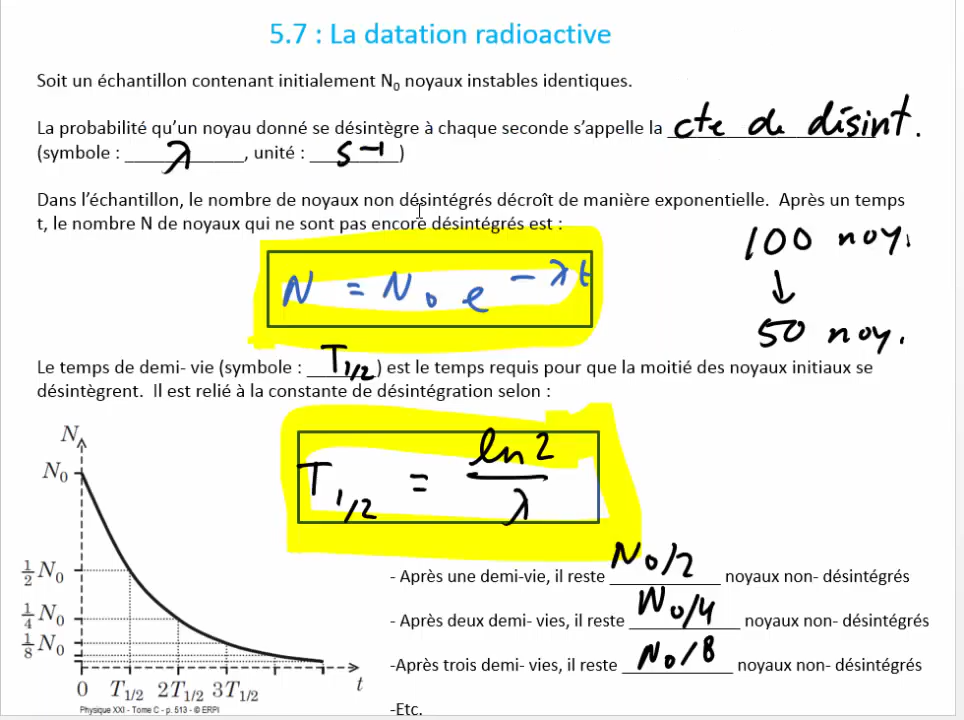 5.7 : La datation radioactive
Soit un échantillon contenant initialement N₀ noyaux instables identiques.
La probabilité qu'un noyau donné se désintègre à chaque seconde s'appelle la cte de désint.
(symbole : λ, unité : s⁻¹)
Dans l'échantillon, le nombre de noyaux non désintégrés décroît de manière exponentielle. Après un temps
t, le nombre N de noyaux qui ne sont pas encore désintégrés est :
N = N₀ e^(-λt)
100 noy.
↓
50 noy.
Le temps de demi- vie (symbole : T₁/₂) est le temps requis pour que la moitié des noyaux initiaux se
désintègrent. Il est relié à la constante de désintégration selon :
T₁/₂ = ln 2 / λ
N
N₀
½ N₀
¼ N₀
⅛ N₀
0 T₁/₂ 2T₁/₂ 3T₁/₂ t
Physique XXI - Tome C - p. 513 - © ERPI
- Après une demi-vie, il reste N₀/2 noyaux non- désintégrés
- Après deux demi- vies, il reste N₀/4 noyaux non- désintégrés
-Après trois demi- vies, il reste N₀/8 noyaux non- désintégrés
-Etc.